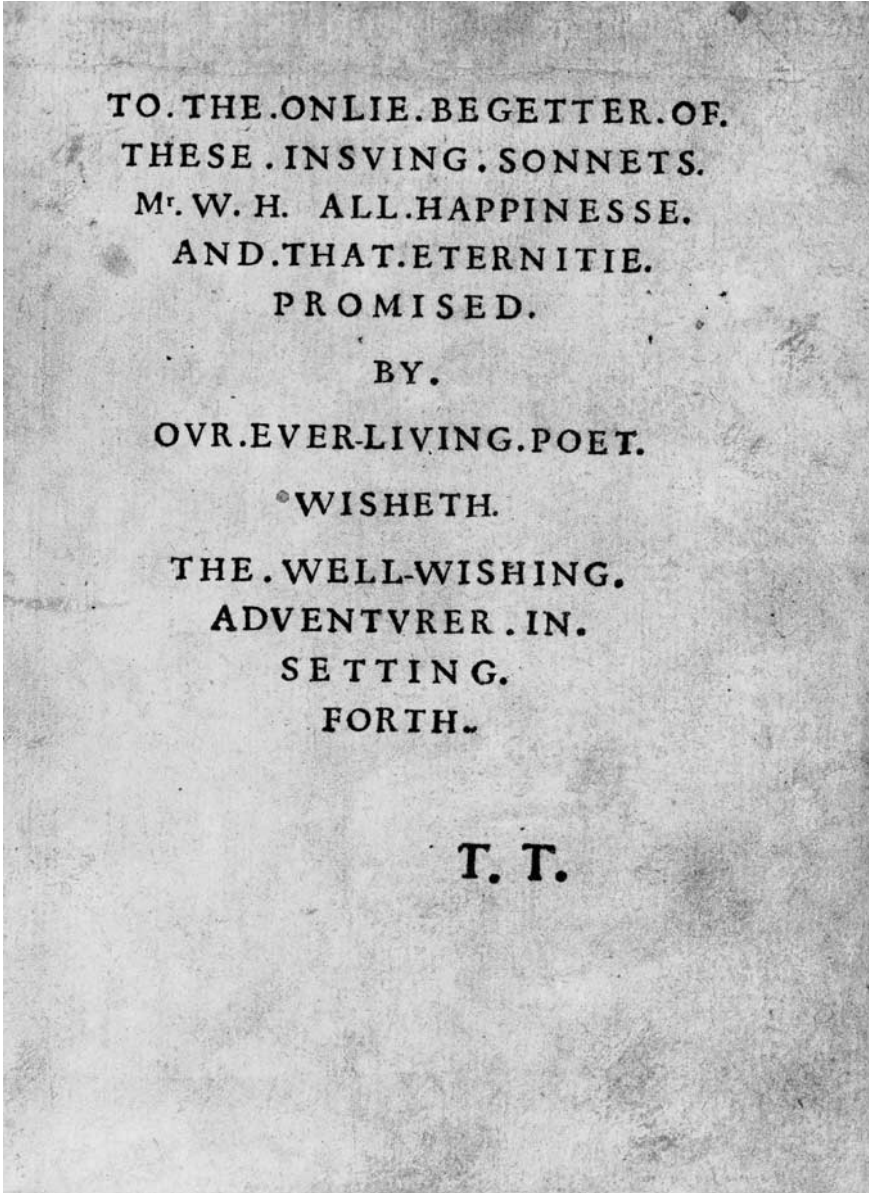 TO.THE.ONLIE.BEGETTER.OF.
THESE.INSVING.SONNETS.
Mr. W. H. ALL.HAPPINESSE.
AND.THAT.ETERNITIE.
PROMISED.
BY.
OVR.EVER-LIVING.POET.
WISHETH.
THE.WELL-WISHING.
ADVENTVRER.IN.
SETTING.
FORTH.
T. T.